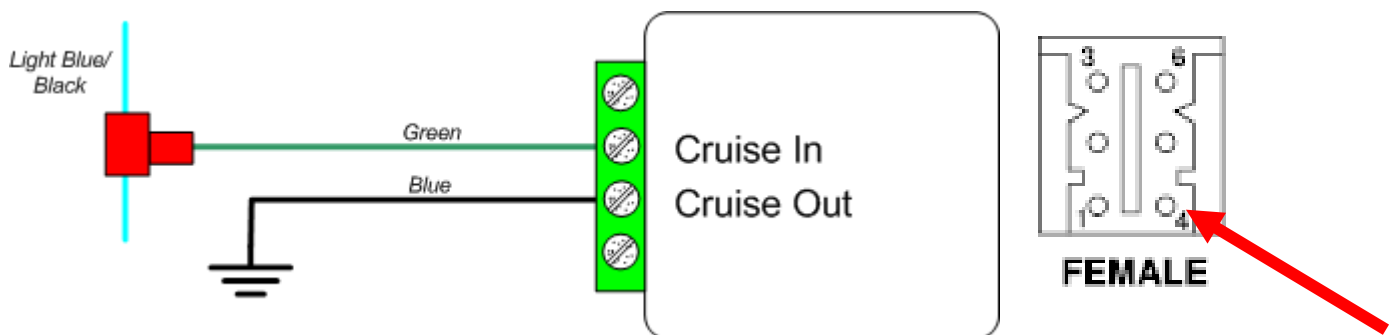 Light Blue/
Black
Green
Blue
Cruise In
Cruise Out
3 6
1 4
FEMALE